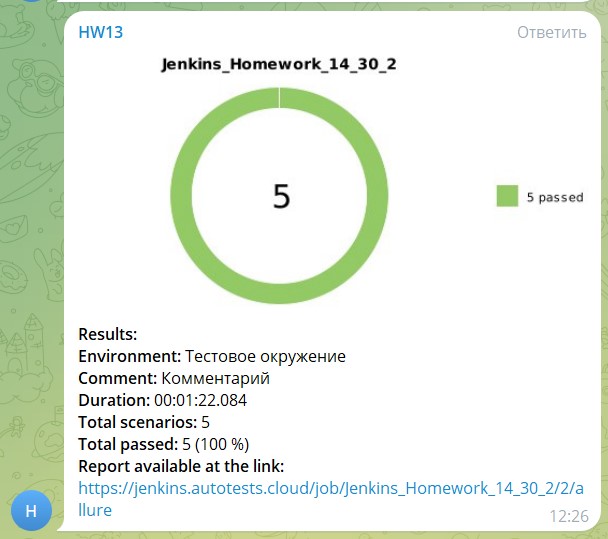 HW13 Ответить
Jenkins_Homework_14_30_2
5
5 passed
Results:
Environment: Тестовое окружение
Comment: Комментарий
Duration: 00:01:22.084
Total scenarios: 5
Total passed: 5 (100 %)
Report available at the link:
https://jenkins.autotests.cloud/job/Jenkins_Homework_14_30_2/2/a
llure
H
12:26